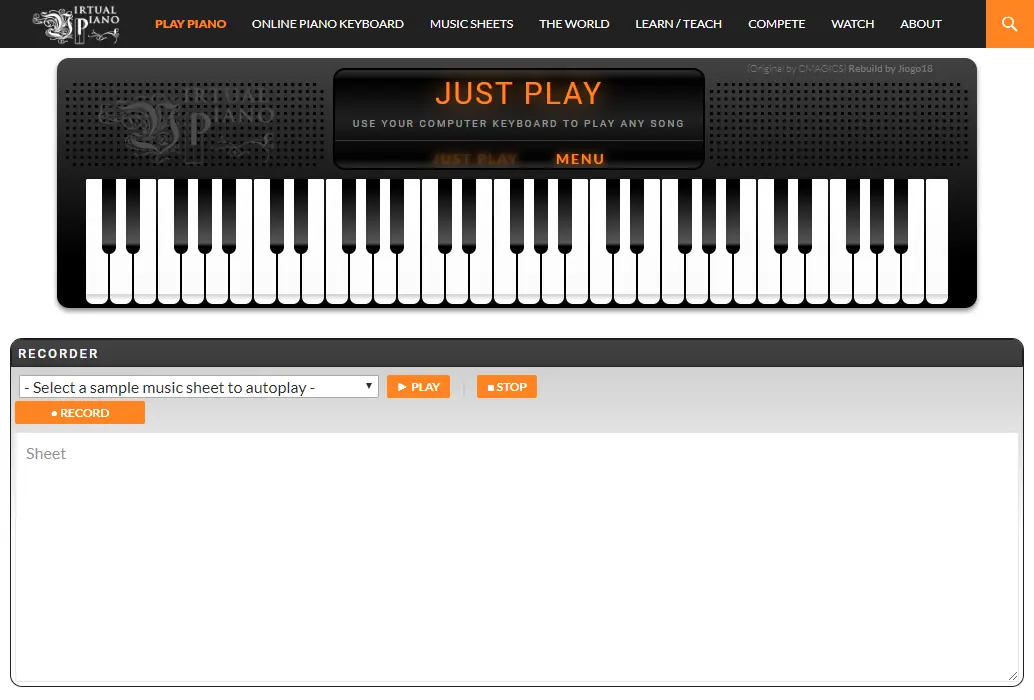 VIRTUAL PIANO
PLAY PIANO ONLINE PIANO KEYBOARD MUSIC SHEETS THE WORLD LEARN / TEACH COMPETE WATCH ABOUT
(Original by CMAGICS) Rebuild by Jiogo18
VIRTUAL PIANO
JUST PLAY
USE YOUR COMPUTER KEYBOARD TO PLAY ANY SONG
JUST PLAY MENU
RECORDER
- Select a sample music sheet to autoplay - ▼ ► PLAY | ■ STOP
● RECORD
Sheet